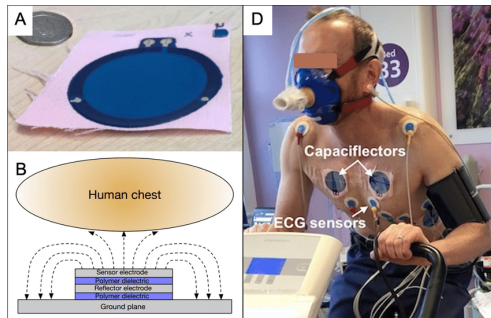 A
B
Human chest
Sensor electrode
Polymer dielectric
Reflector electrode
Polymer dielectric
Ground plane
D
33
Capaciflectors
ECG sensors